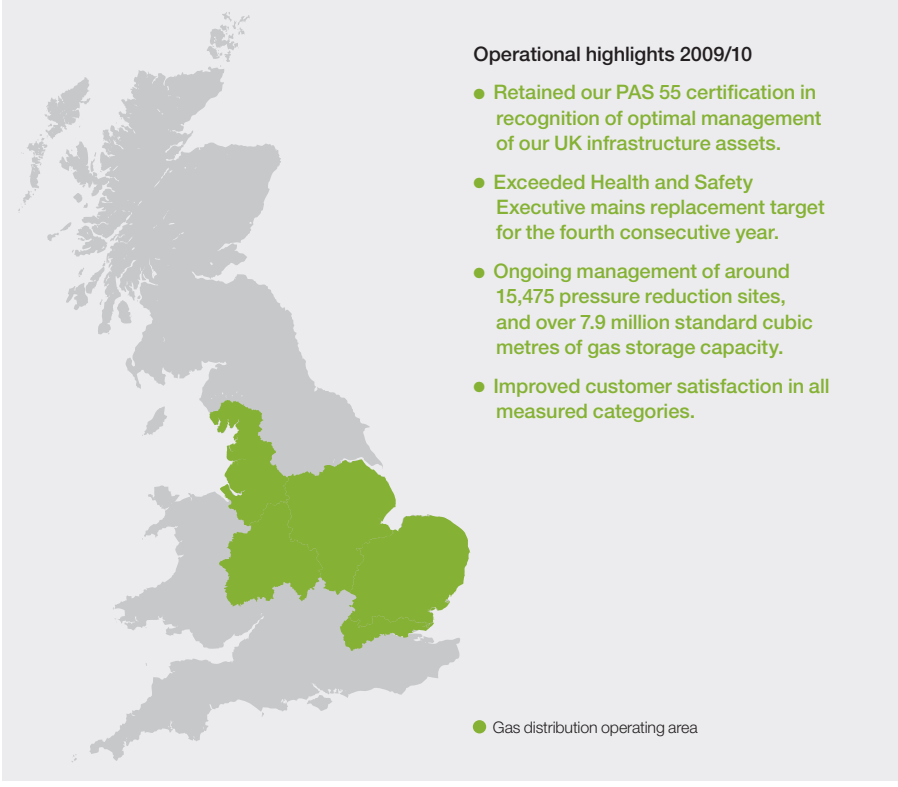 Operational highlights 2009/10
● Retained our PAS 55 certification in
recognition of optimal management
of our UK infrastructure assets.
● Exceeded Health and Safety
Executive mains replacement target
for the fourth consecutive year.
● Ongoing management of around
15,475 pressure reduction sites,
and over 7.9 million standard cubic
metres of gas storage capacity.
● Improved customer satisfaction in all
measured categories.
Gas distribution operating area